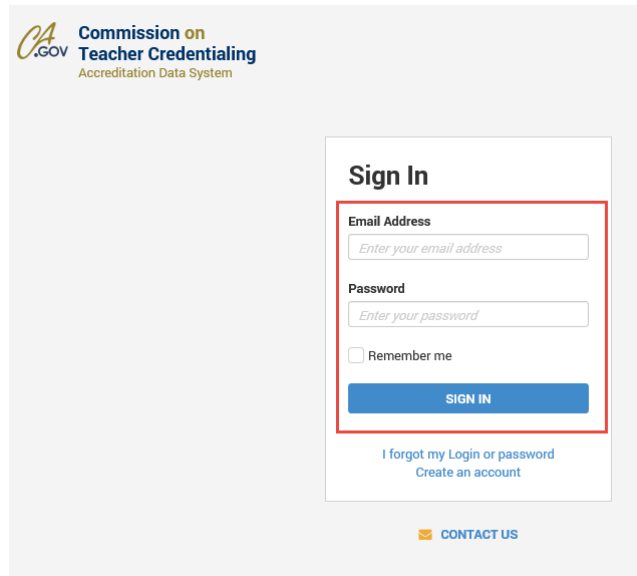 CA
.GOV
Commission on
Teacher Credentialing
Accreditation Data System
Sign In
Email Address
Enter your email address
Password
Enter your password
Remember me
SIGN IN
I forgot my Login or password
Create an account
CONTACT US